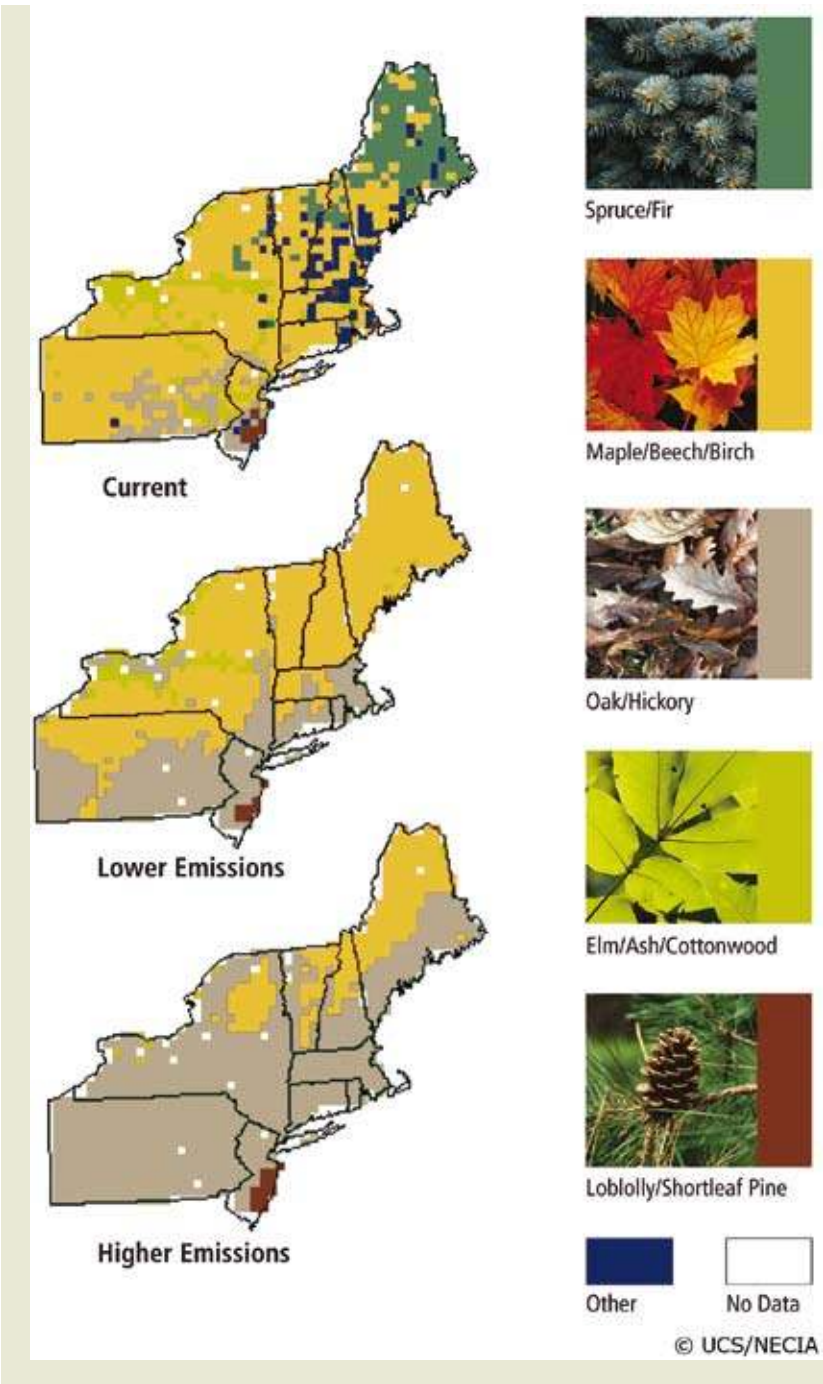 Spruce/Fir
Maple/Beech/Birch
Current
Oak/Hickory
Lower Emissions
Elm/Ash/Cottonwood
Loblolly/Shortleaf Pine
Higher Emissions
Other
No Data
© UCS/NECIA